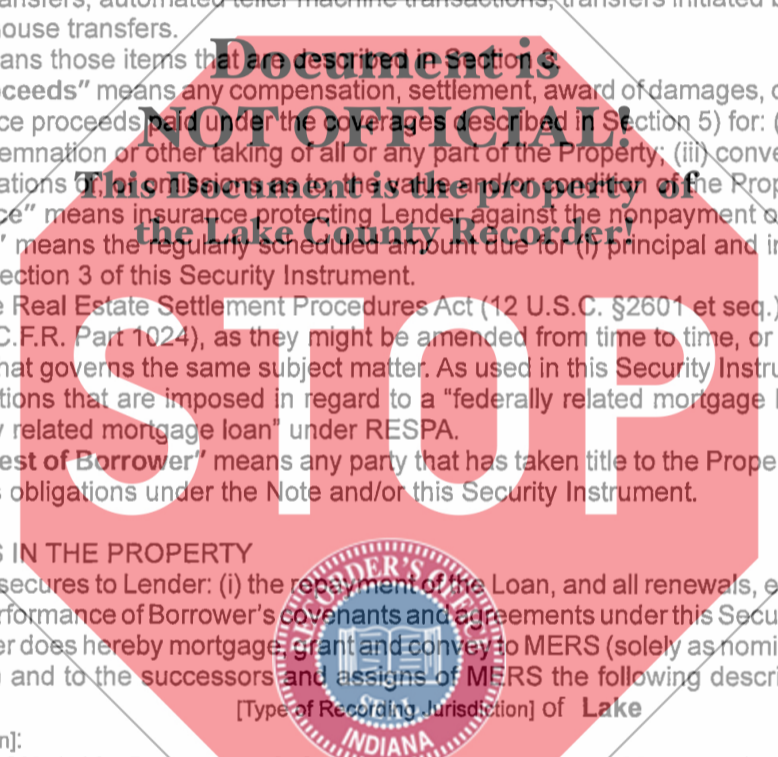 ansfers, automated teller machine transactions, transfers initiated b
ouse transfers.
ans those items that are described in Section 3.
ceeds” means any compensation, settlement, award of damages, o
ce proceeds paid under the coverages described in Section 5) for: (
emnation or other taking of all or any part of the Property; (iii) conve
ations of, or omissions as to, the value and/or condition of the Prop
ce” means insurance protecting Lender against the nonpayment o
” means the regularly scheduled amount due for (i) principal and in
ection 3 of this Security Instrument.
e Real Estate Settlement Procedures Act (12 U.S.C. §2601 et seq.)
C.F.R. Part 1024), as they might be amended from time to time, or
hat governs the same subject matter. As used in this Security Instru
tions that are imposed in regard to a “federally related mortgage l
y related mortgage loan” under RESPA.
est of Borrower” means any party that has taken title to the Prope
s obligations under the Note and/or this Security Instrument.
S IN THE PROPERTY
secures to Lender: (i) the repayment of the Loan, and all renewals, e
rformance of Borrower’s covenants and agreements under this Secu
er does hereby mortgage, grant and convey to MERS (solely as nomi
) and to the successors and assigns of MERS the following descri
[Type of Recording Jurisdiction] of Lake
n]:
Document is
NOT OFFICIAL!
This Document is the property of
the Lake County Recorder!
STOP
RECORDER'S OFFICE
SEAL
INDIANA